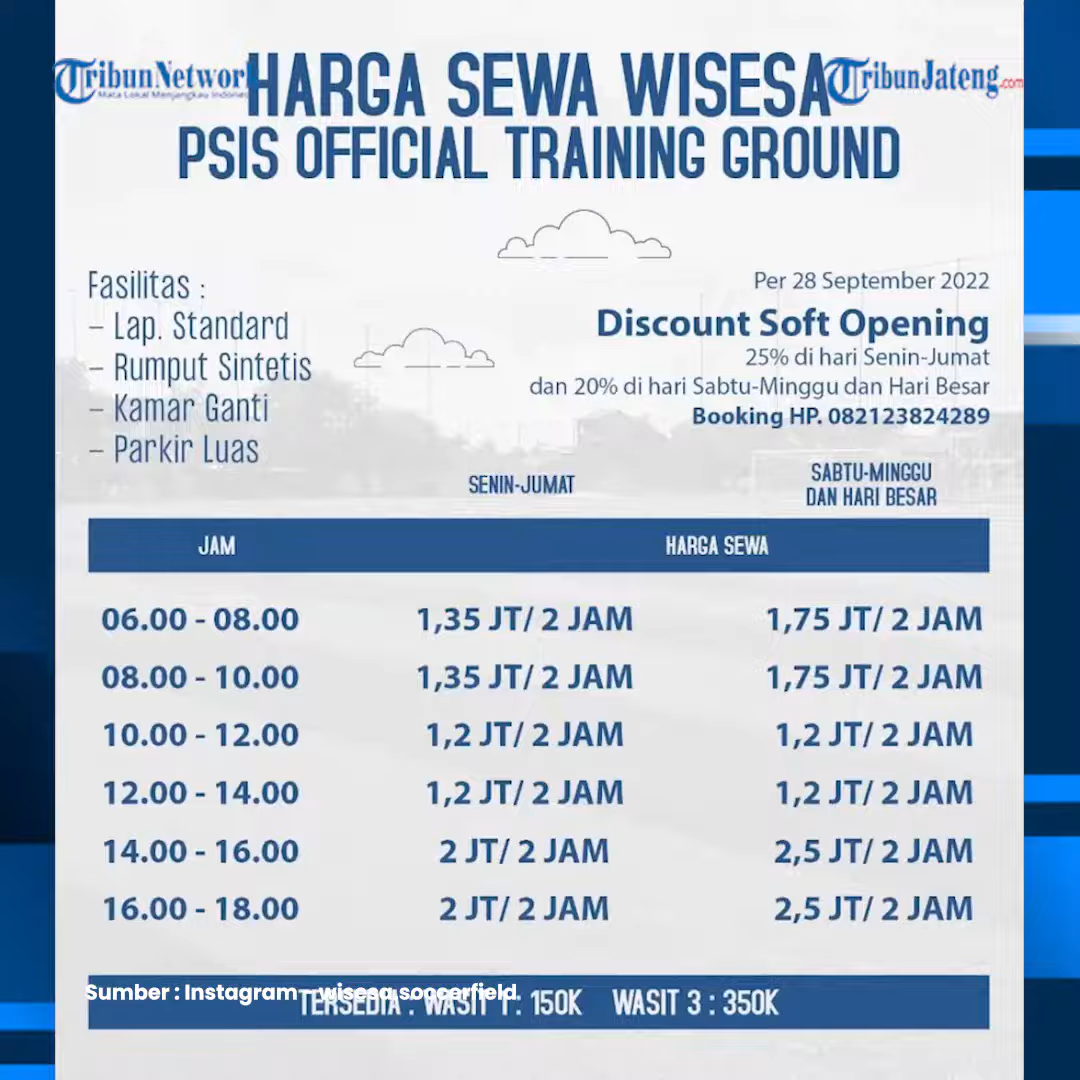 TribunNetwork
Mata Lokal Menjangkau Indonesia
TribunJateng.com
HARGA SEWA WISESA
PSIS OFFICIAL TRAINING GROUND
Fasilitas :
– Lap. Standard
– Rumput Sintetis
– Kamar Ganti
– Parkir Luas
Per 28 September 2022
Discount Soft Opening
25% di hari Senin-Jumat
dan 20% di hari Sabtu-Minggu dan Hari Besar
Booking HP. 082123824289
SENIN-JUMAT
SABTU-MINGGU
DAN HARI BESAR
JAM HARGA SEWA
06.00 - 08.00 1,35 JT/ 2 JAM 1,75 JT/ 2 JAM
08.00 - 10.00 1,35 JT/ 2 JAM 1,75 JT/ 2 JAM
10.00 - 12.00 1,2 JT/ 2 JAM 1,2 JT/ 2 JAM
12.00 - 14.00 1,2 JT/ 2 JAM 1,2 JT/ 2 JAM
14.00 - 16.00 2 JT/ 2 JAM 2,5 JT/ 2 JAM
16.00 - 18.00 2 JT/ 2 JAM 2,5 JT/ 2 JAM
Sumber : Instagram - wisesa.soccerfield
TERSEDIA : WASIT 1 : 150K WASIT 3 : 350K